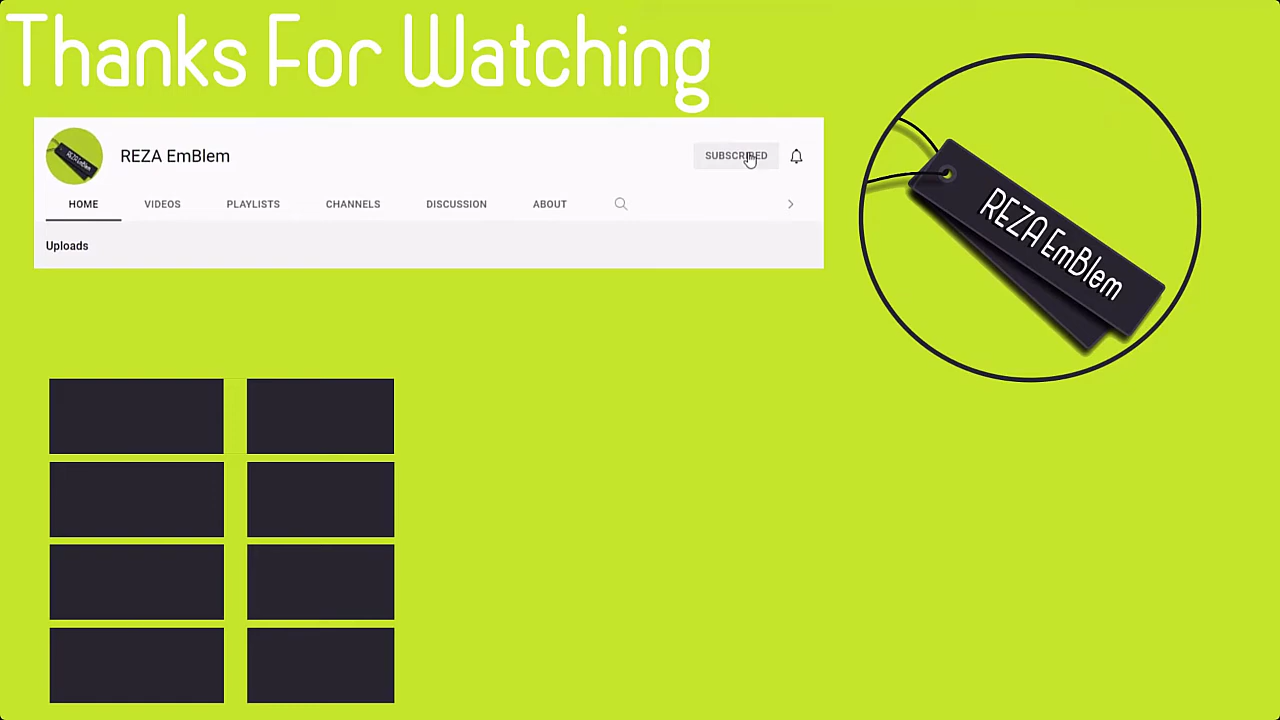 Thanks For Watching
REZA EmBlem
SUBSCRIBED
HOME VIDEOS PLAYLISTS CHANNELS DISCUSSION ABOUT
Uploads
REZA EmBlem